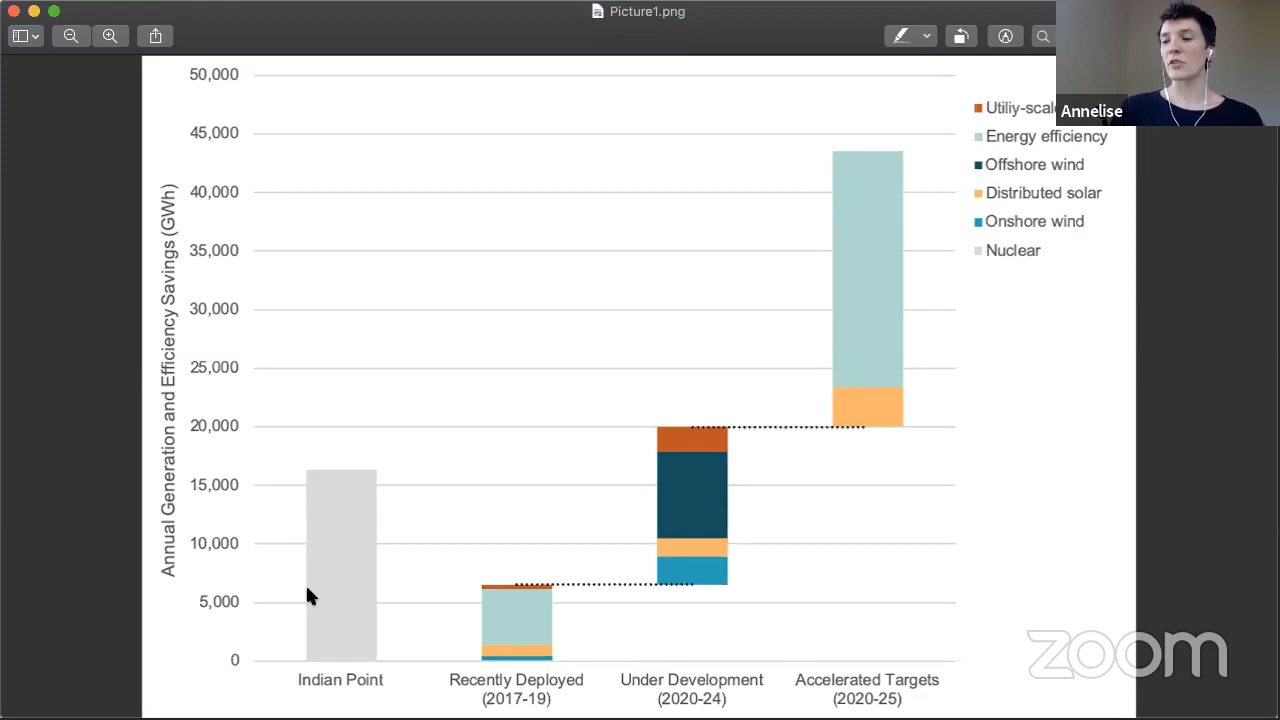 Picture1.png
Annelise
50,000
45,000
40,000
35,000
30,000
25,000
20,000
15,000
10,000
5,000
0
Annual Generation and Efficiency Savings (GWh)
Energy efficiency
Offshore wind
Distributed solar
Onshore wind
Nuclear
Indian Point
Recently Deployed
(2017-19)
Under Development
(2020-24)
Accelerated Targets
(2020-25)
zoom